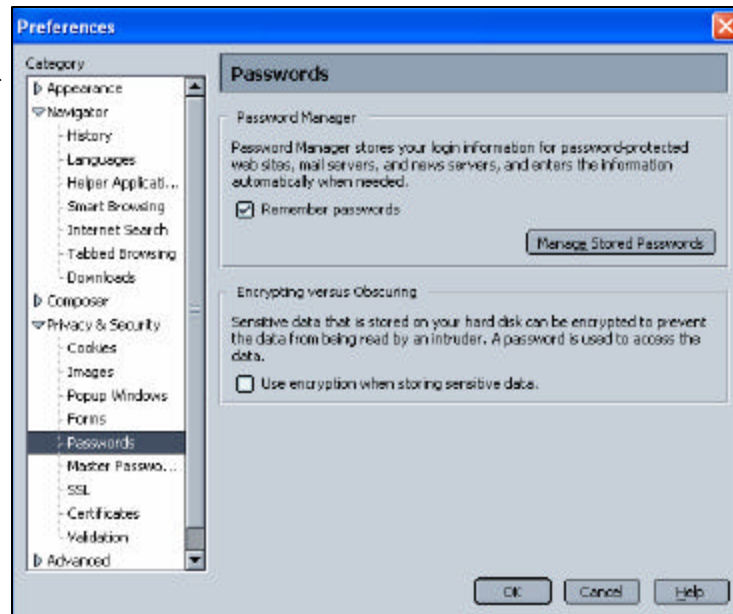 Preferences
Category
Appearance
Navigator
History
Languages
Helper Applicati...
Smart Browsing
Internet Search
Tabbed Browsing
Downloads
Composer
Privacy & Security
Cookies
Images
Popup Windows
Forms
Passwords
Master Passwo...
SSL
Certificates
Validation
Advanced
Passwords
Password Manager
Password Manager stores your login information for password-protected
web sites, mail servers, and news servers, and enters the information
automatically when needed.
Remember passwords
Manage Stored Passwords
Encrypting versus Obscuring
Sensitive data that is stored on your hard disk can be encrypted to prevent
the data from being read by an intruder. A password is used to access the
data.
Use encryption when storing sensitive data.
OK Cancel Help